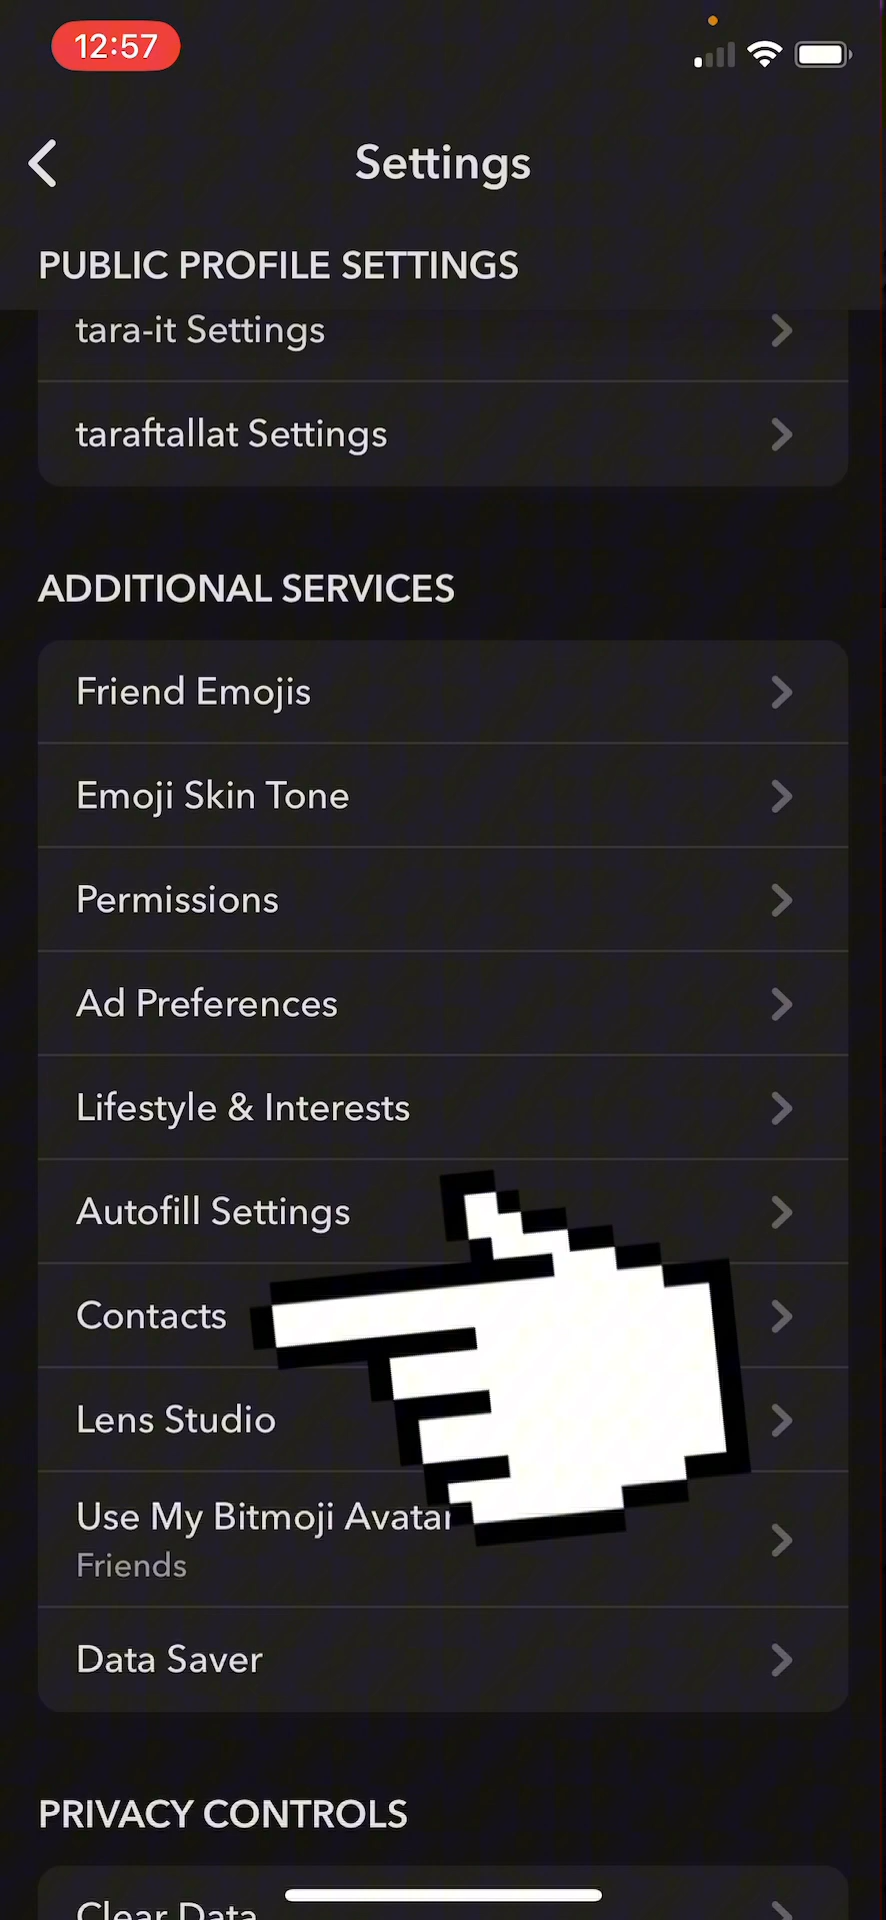 12:57
Settings
PUBLIC PROFILE SETTINGS
tara-it Settings
taraftallat Settings
ADDITIONAL SERVICES
Friend Emojis
Emoji Skin Tone
Permissions
Ad Preferences
Lifestyle & Interests
Autofill Settings
Contacts
Lens Studio
Use My Bitmoji Avatar
Friends
Data Saver
PRIVACY CONTROLS
Clear Data